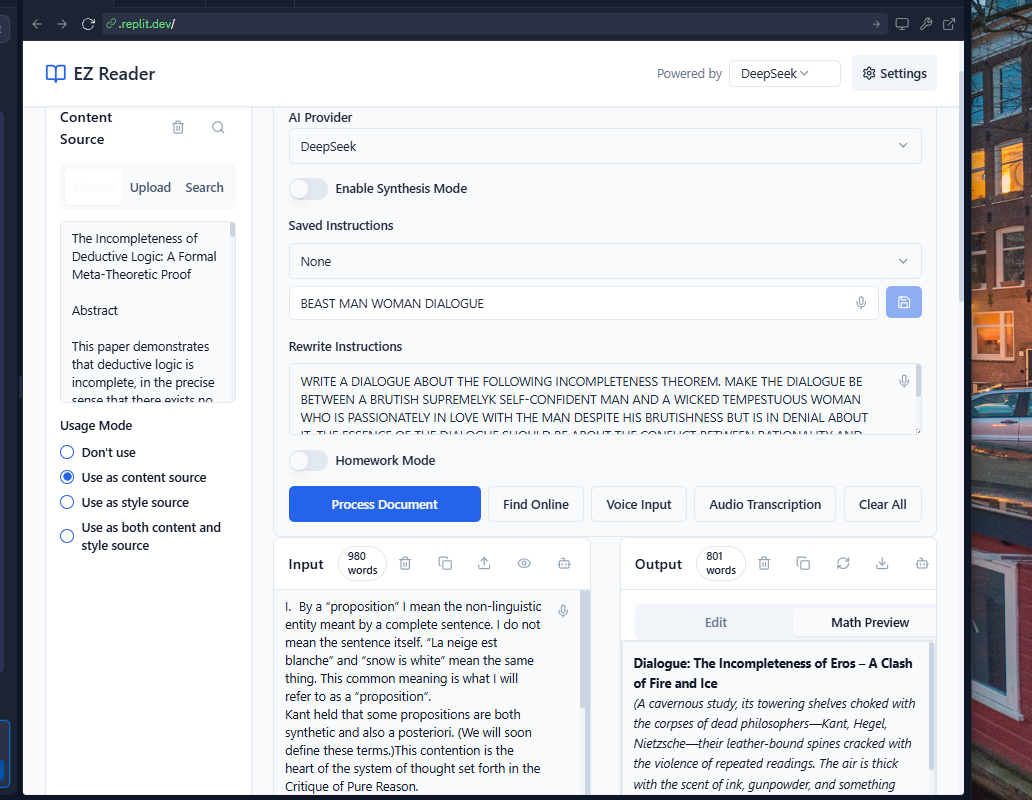 .replit.dev/
EZ Reader
Powered by
DeepSeek
Settings
Content
Source
Manual
Upload
Search
The Incompleteness of
Deductive Logic: A Formal
Meta-Theoretic Proof
Abstract
This paper demonstrates
that deductive logic is
incomplete, in the precise
sense that there exists no
Usage Mode
Don't use
Use as content source
Use as style source
Use as both content and
style source
AI Provider
DeepSeek
Enable Synthesis Mode
Saved Instructions
None
BEAST MAN WOMAN DIALOGUE
Rewrite Instructions
WRITE A DIALOGUE ABOUT THE FOLLOWING INCOMPLETENESS THEOREM. MAKE THE DIALOGUE BE
BETWEEN A BRUTISH SUPREMELYK SELF-CONFIDENT MAN AND A WICKED TEMPESTUOUS WOMAN
WHO IS PASSIONATELY IN LOVE WITH THE MAN DESPITE HIS BRUTISHNESS BUT IS IN DENIAL ABOUT
IT. THE ESSENCE OF THE DIALOGUE SHOULD BE ABOUT THE CONFLICT BETWEEN RATIONALITY AND
Homework Mode
Process Document
Find Online
Voice Input
Audio Transcription
Clear All
Input
980
words
I. By a “proposition” I mean the non-linguistic
entity meant by a complete sentence. I do not
mean the sentence itself. “La neige est
blanche” and “snow is white” mean the same
thing. This common meaning is what I will
refer to as a “proposition”.
Kant held that some propositions are both
synthetic and also a posteriori. (We will soon
define these terms.)This contention is the
heart of the system of thought set forth in the
Critique of Pure Reason.
Output
801
words
Edit
Math Preview
Dialogue: The Incompleteness of Eros – A Clash
of Fire and Ice
(A cavernous study, its towering shelves choked with
the corpses of dead philosophers—Kant, Hegel,
Nietzsche—their leather-bound spines cracked with
the violence of repeated readings. The air is thick
with the scent of ink, gunpowder, and something